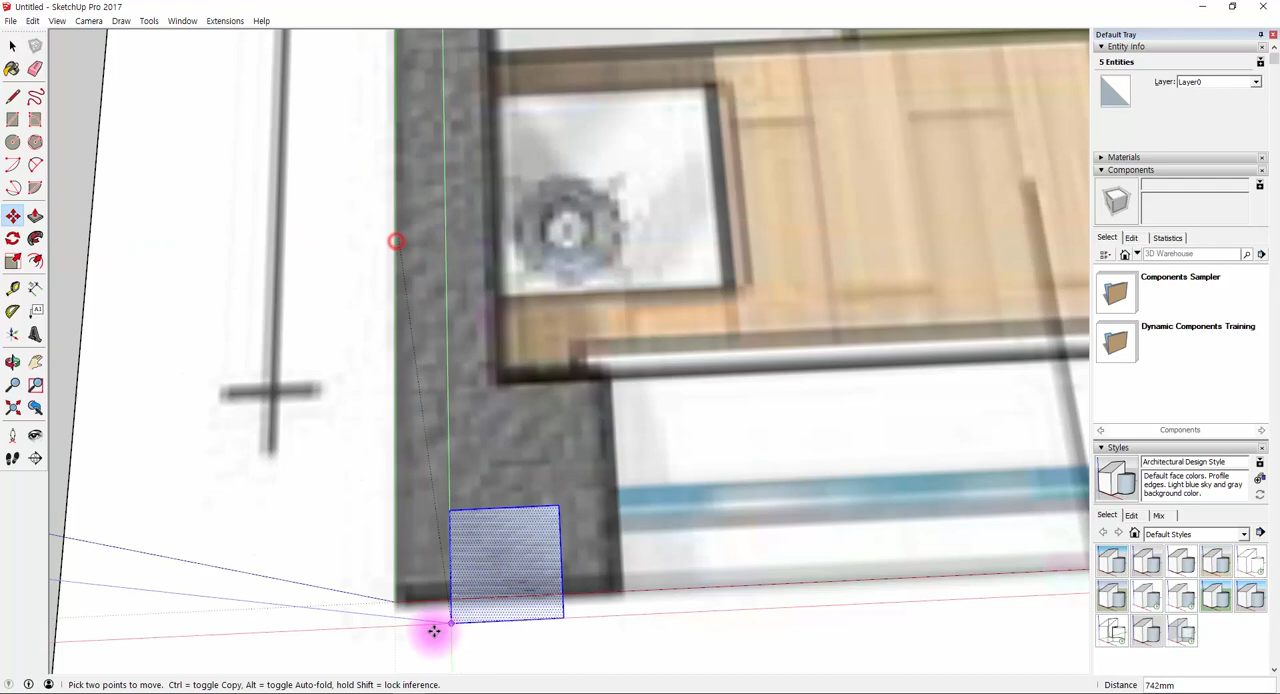 Untitled - SketchUp Pro 2017
File Edit View Camera Draw Tools Window Extensions Help
Default Tray
Entity Info
5 Entities
Layer: Layer0
Materials
Components
Select Edit Statistics
3D Warehouse
Components Sampler
Dynamic Components Training
Components
Styles
Architectural Design Style
Default face colors. Profile
edges. Light blue sky and gray
background color.
Select Edit Mix
Default Styles
Pick two points to move. Ctrl = toggle Copy, Alt = toggle Auto-fold, hold Shift = lock inference.
Distance 742mm